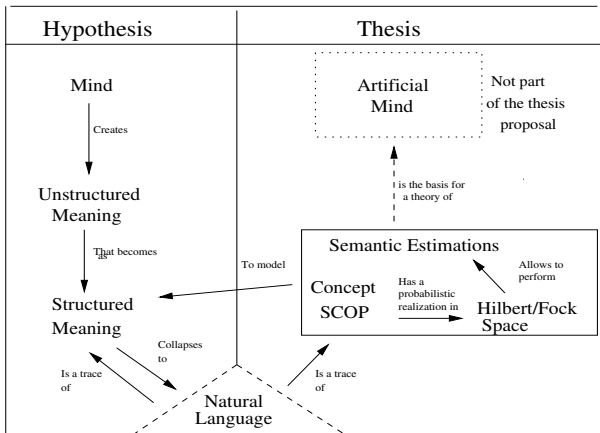 Hypothesis
Thesis
Mind
Creates
Unstructured
Meaning
That becomes
as
Structured
Meaning
Is a trace
of
Collapses
to
Natural
Language
Is a trace
of
To model
Artificial
Mind
Not part
of the thesis
proposal
is the basis for
a theory of
Semantic Estimations
Concept
SCOP
Has a
probabilistic
realization in
Allows to
perform
Hilbert/Fock
Space